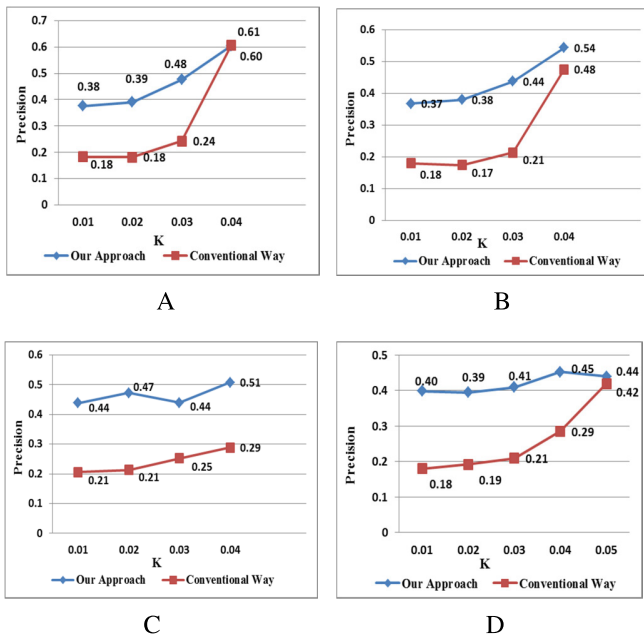 0.7
0.6
0.5
0.4
0.3
0.2
0.1
0
Precision
0.38 0.39 0.48 0.61
0.60
0.18 0.18 0.24
0.01 0.02 0.03 0.04
K
Our Approach Conventional Way
A
0.6
0.5
0.4
0.3
0.2
0.1
0
Precision
0.37 0.38 0.44 0.54
0.18 0.17 0.21 0.48
0.01 0.02 0.03 0.04
K
Our Approach Conventional Way
B
0.6
0.5
0.4
0.3
0.2
0.1
0
Precision
0.44 0.47 0.44 0.51
0.21 0.21 0.25 0.29
0.01 0.02 0.03 0.04
K
Our Approach Conventional Way
C
0.5
0.4
0.3
0.2
0.1
0
Precision
0.40 0.39 0.41 0.45 0.44
0.18 0.19 0.21 0.29 0.42
0.01 0.02 0.03 0.04 0.05
K
Our Approach Conventional Way
D